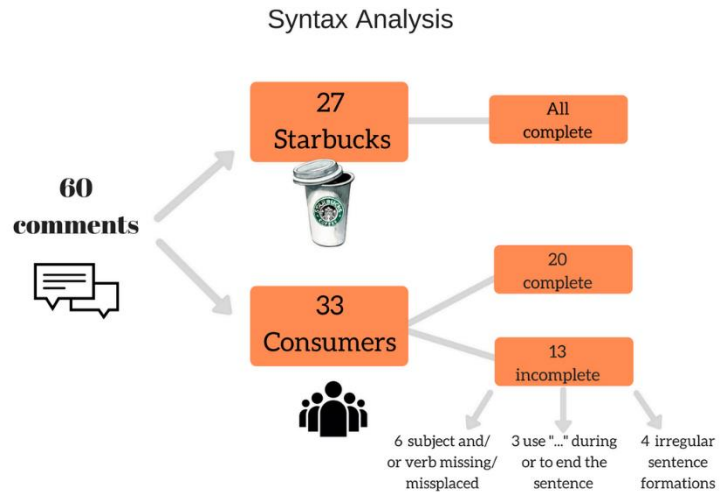 Syntax Analysis
27
Starbucks
All
complete
60
comments
33
Consumers
20
complete
13
incomplete
6 subject and/
or verb missing/
missplaced
3 use "..." during
or to end the
sentence
4 irregular
sentence
formations